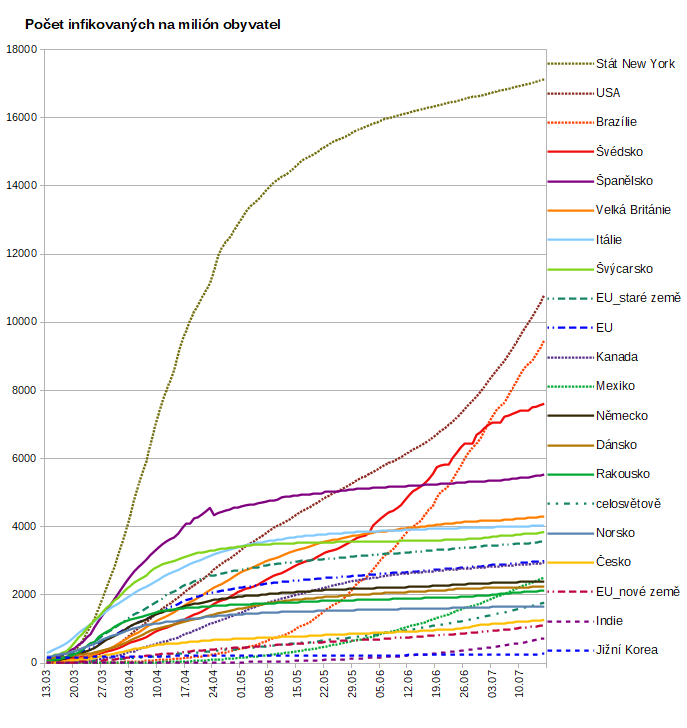 Počet infikovaných na milión obyvatel
18000
16000
14000
12000
10000
8000
6000
4000
2000
0
13.03
20.03
27.03
03.04
10.04
17.04
24.04
01.05
08.05
15.05
22.05
29.05
05.06
12.06
19.06
26.06
03.07
10.07
Stát New York
USA
Brazílie
Švédsko
Španělsko
Velká Británie
Itálie
Švýcarsko
EU_staré země
EU
Kanada
Mexiko
Německo
Dánsko
Rakousko
celosvětově
Norsko
Česko
EU_nové země
Indie
Jižní Korea